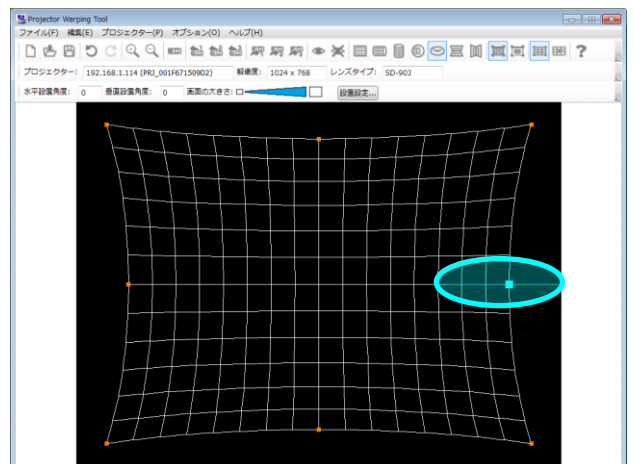 Projector Warping Tool
ファイル(F) 編集(E) プロジェクター(P) オプション(O) ヘルプ(H)
プロジェクター: 192.168.1.114 (PRJ_001F671509D2) 解像度: 1024 x 768 レンズタイプ: SD-903
水平設置角度: 0 垂直設置角度: 0 画面の大きさ: 設置設定...